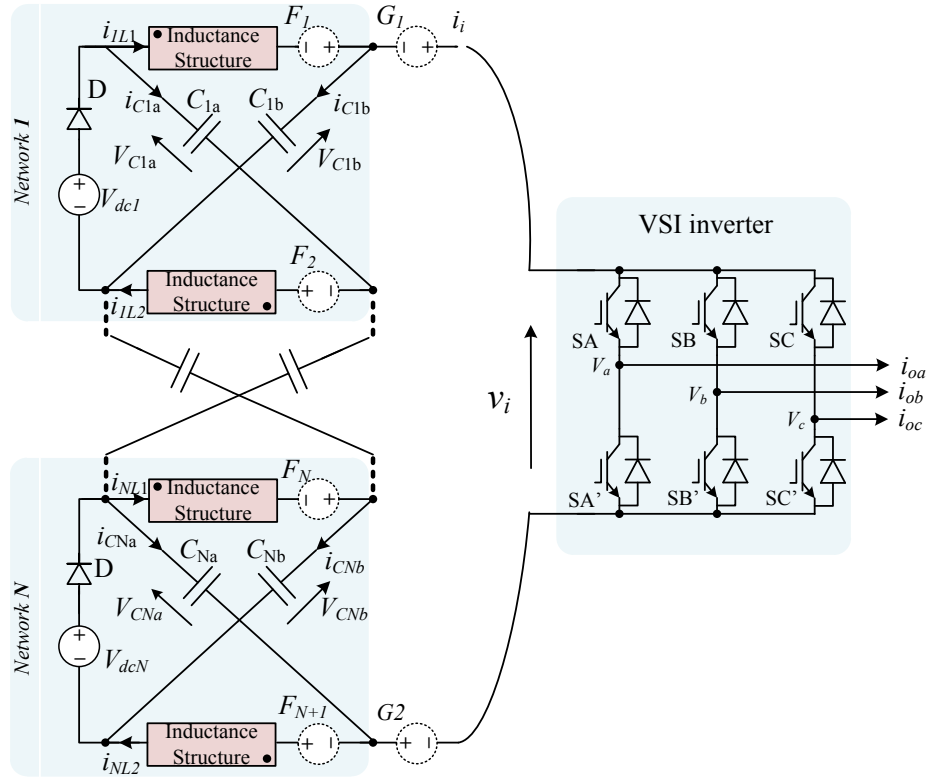 Network 1
i1L1
Inductance
Structure
F1
G1
ii
D
iC1a
C1a
C1b
iC1b
VC1a
VC1b
Vdc1
+
−
i1L2
Inductance
Structure
F2
VSI inverter
SA
SB
SC
Va
Vb
Vc
ioa
iob
ioc
SA'
SB'
SC'
vi
Network N
iNL1
Inductance
Structure
FN
iCNa
CNa
CNb
iCNb
D
VCNa
VCNb
VdcN
+
−
iNL2
Inductance
Structure
FN+1
G2